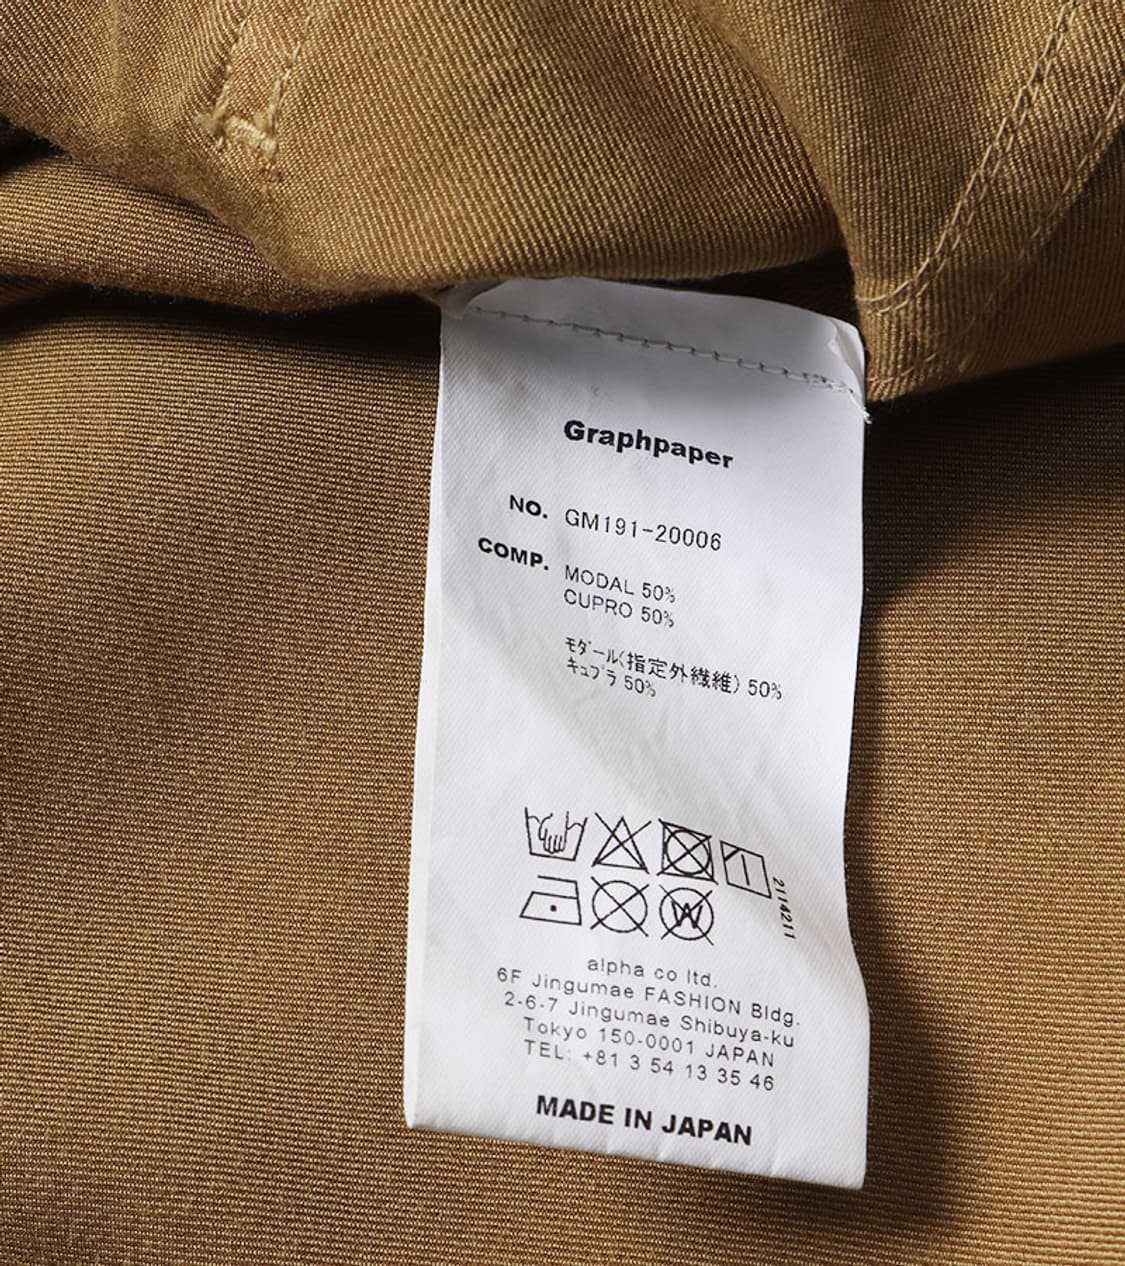 Graphpaper
NO. GM191-20006
COMP. MODAL 50%
CUPRO 50%
モダール(指定外繊維) 50%
キュプラ 50%
W
2114211
alpha co ltd.
6F Jingumae FASHION Bldg.
2-6-7 Jingumae Shibuya-ku
Tokyo 150-0001 JAPAN
TEL: +81 3 54 13 35 46
MADE IN JAPAN